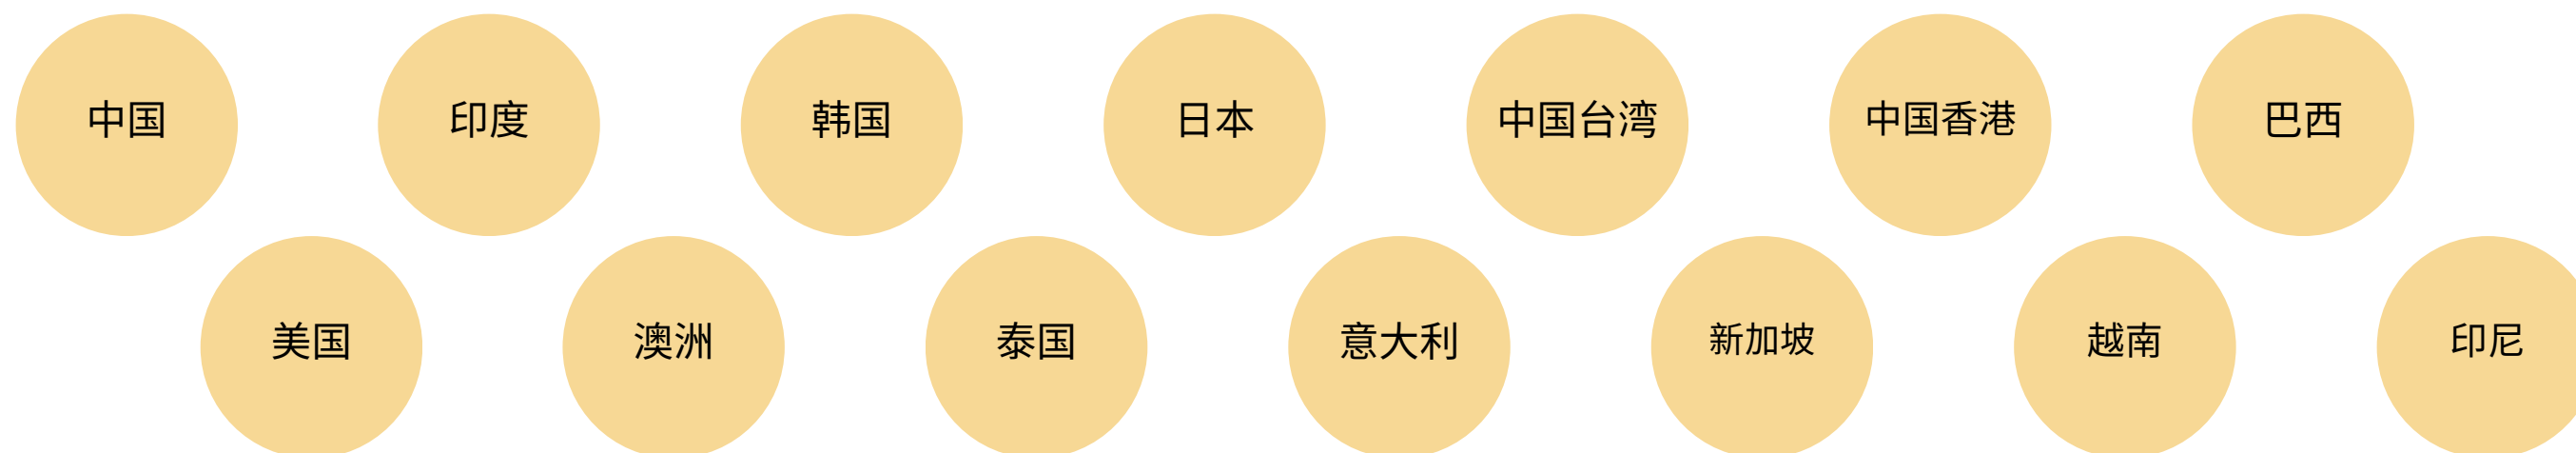 中国
印度
韩国
日本
中国台湾
中国香港
巴西
美国
澳洲
泰国
意大利
新加坡
越南
印尼